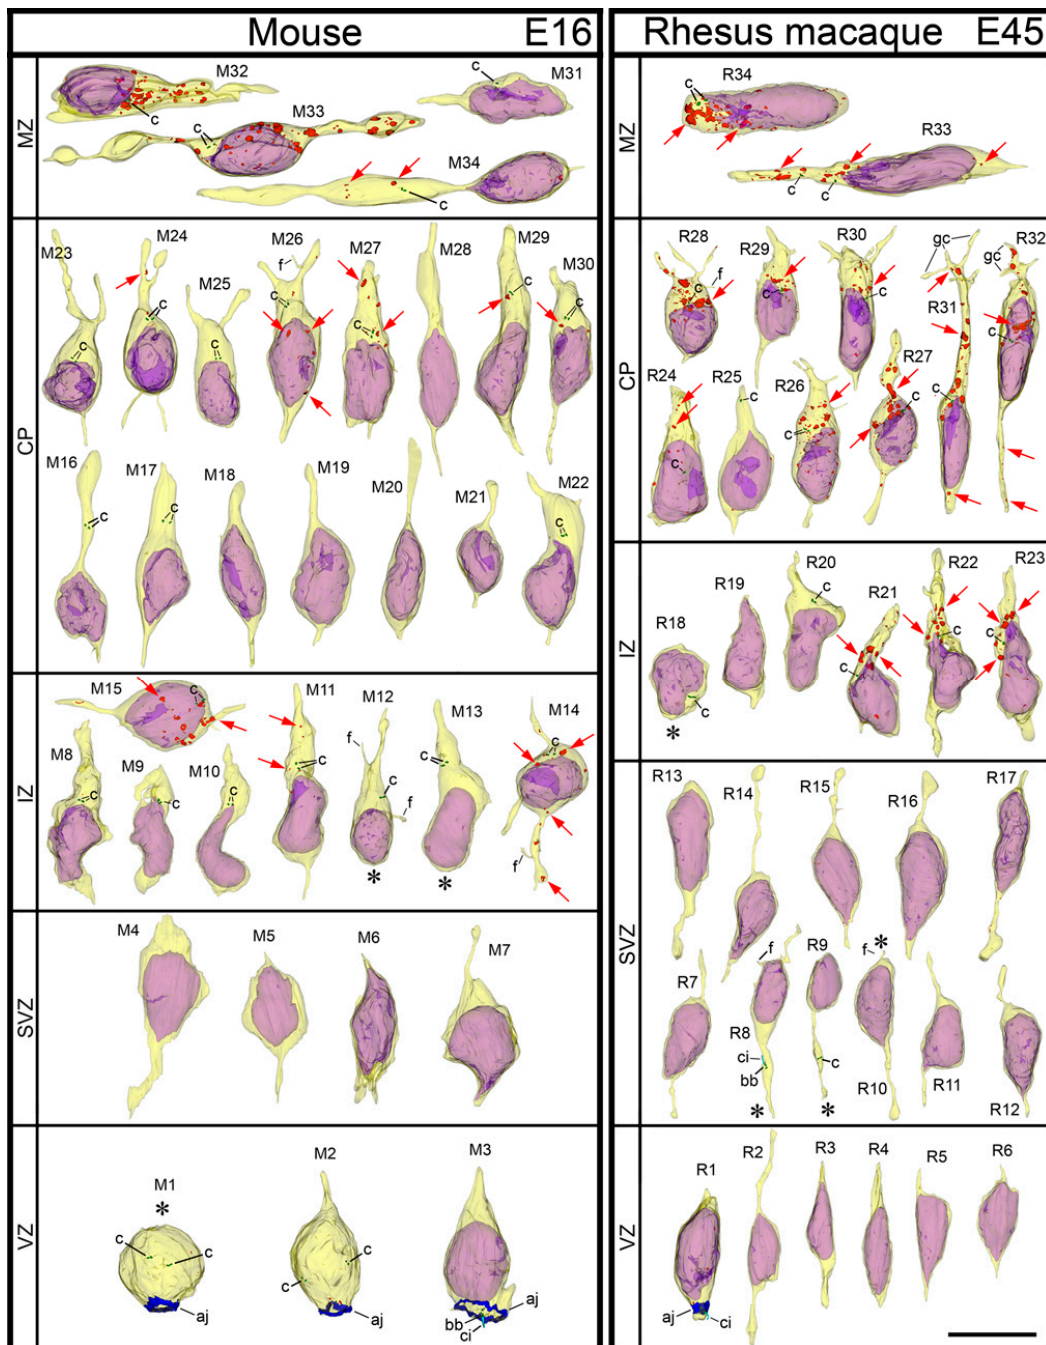 Mouse E16
MZ
M32
c
M33
c
c
M31
M34
c
CP
M23
c
M24
c
M25
c
M26
f
c
M27
c
M28
M29
c
M30
c
M16
c
M17
c
M18
M19
M20
M21
M22
c
IZ
M15
c
M8
c
M9
c
M10
c
M11
c
M12
f
c
f
*
M13
c
*
M14
c
f
SVZ
M4
M5
M6
M7
VZ
M1
*
c
c
aj
M2
c
c
aj
M3
aj
bb
ci
Rhesus macaque E45
MZ
R34
c
R33
c
c
CP
R28
c
f
R29
c
R30
c
gc
R31
c
R32
gc
c
R24
c
R25
c
R26
c
R27
c
IZ
R18
c
*
R19
R20
c
R21
c
R22
c
R23
c
SVZ
R13
R14
R15
R16
R17
R7
f
R8
ci
bb
*
R9
c
*
*
f
R10
R11
R12
VZ
R1
aj
ci
R2
R3
R4
R5
R6